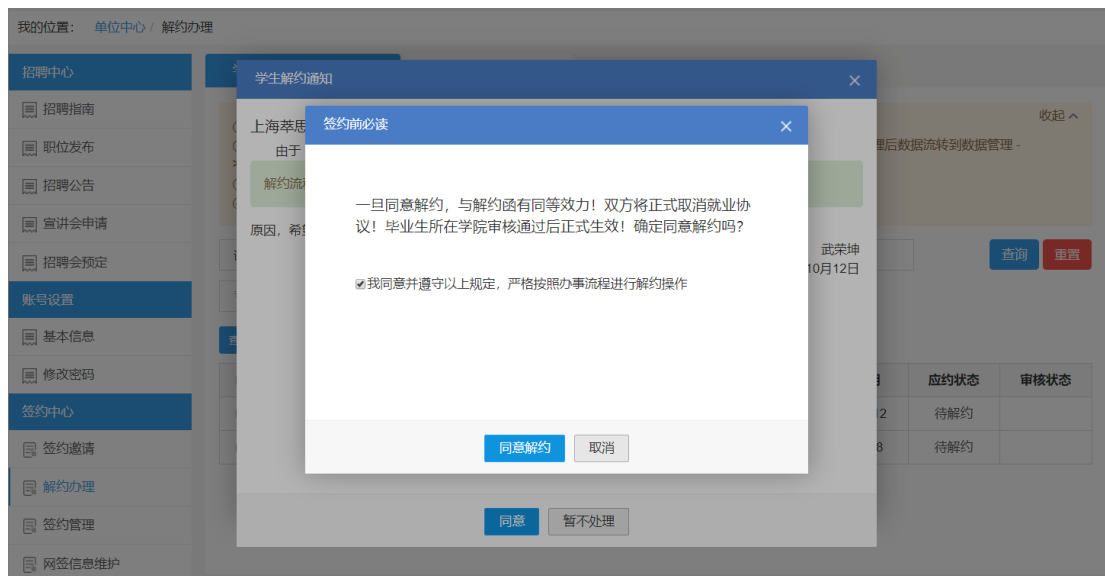 我的位置： 单位中心 / 解约办理
招聘中心
招聘指南
职位发布
招聘公告
宣讲会申请
招聘会预定
账号设置
基本信息
修改密码
签约中心
签约邀请
解约办理
签约管理
网签信息维护
学生解约通知
上海萃思
由于
解约流
原因，希
武荣坤
10月12日
签约前必读
一旦同意解约，与解约函有同等效力！双方将正式取消就业协
议！毕业生所在学院审核通过后正式生效！确定同意解约吗？
我同意并遵守以上规定，严格按照办事流程进行解约操作
同意解约 取消
同意 暂不处理
收起
理后数据流转到数据管理 -
查询 重置
应约状态 审核状态
2 待解约
8 待解约